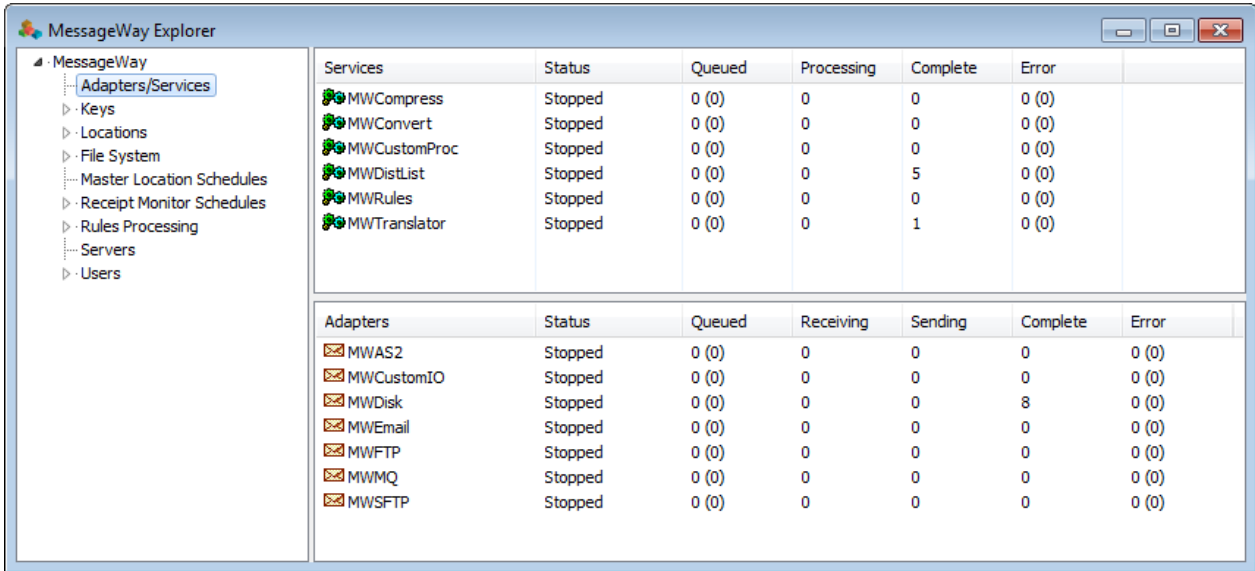 MessageWay Explorer
MessageWay
Adapters/Services
Keys
Locations
File System
Master Location Schedules
Receipt Monitor Schedules
Rules Processing
Servers
Users
Services Status Queued Processing Complete Error
MWCompress Stopped 0 (0) 0 0 0 (0)
MWConvert Stopped 0 (0) 0 0 0 (0)
MWCustomProc Stopped 0 (0) 0 0 0 (0)
MWDistList Stopped 0 (0) 0 5 0 (0)
MWRules Stopped 0 (0) 0 0 0 (0)
MWTranslator Stopped 0 (0) 0 1 0 (0)
Adapters Status Queued Receiving Sending Complete Error
MWAS2 Stopped 0 (0) 0 0 0 0 (0)
MWCustomIO Stopped 0 (0) 0 0 0 0 (0)
MWDisk Stopped 0 (0) 0 0 8 0 (0)
MWEmail Stopped 0 (0) 0 0 0 0 (0)
MWFTP Stopped 0 (0) 0 0 0 0 (0)
MWMQ Stopped 0 (0) 0 0 0 0 (0)
MWSFTP Stopped 0 (0) 0 0 0 0 (0)